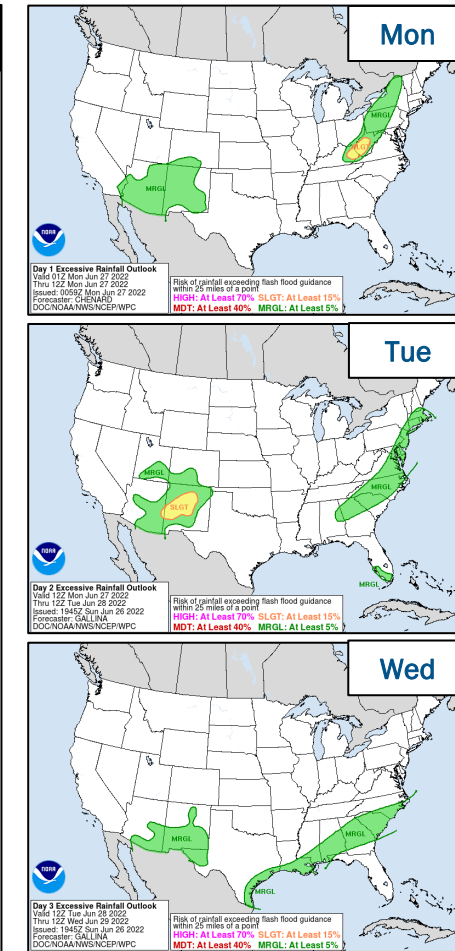 Mon
MRGL
SLGT
MRGL
NOAA
Day 1 Excessive Rainfall Outlook
Valid 01Z Mon Jun 27 2022
Thru 12Z Mon Jun 27 2022
Issued: 0059Z Mon Jun 27 2022
Forecaster: CHENARD
DOC/NOAA/NWS/NCEP/WPC
Risk of rainfall exceeding flash flood guidance
within 25 miles of a point
HIGH: At Least 70% SLGT: At Least 15%
MDT: At Least 40% MRGL: At Least 5%
Tue
MRGL
SLGT
MRGL
MRGL
NOAA
Day 2 Excessive Rainfall Outlook
Valid 12Z Mon Jun 27 2022
Thru 12Z Tue Jun 28 2022
Issued: 1945Z Sun Jun 26 2022
Forecaster: GALLINA
DOC/NOAA/NWS/NCEP/WPC
Risk of rainfall exceeding flash flood guidance
within 25 miles of a point
HIGH: At Least 70% SLGT: At Least 15%
MDT: At Least 40% MRGL: At Least 5%
Wed
MRGL
MRGL
MRGL
NOAA
Day 3 Excessive Rainfall Outlook
Valid 12Z Tue Jun 28 2022
Thru 12Z Wed Jun 29 2022
Issued: 1945Z Sun Jun 26 2022
Forecaster: GALLINA
DOC/NOAA/NWS/NCEP/WPC
Risk of rainfall exceeding flash flood guidance
within 25 miles of a point
HIGH: At Least 70% SLGT: At Least 15%
MDT: At Least 40% MRGL: At Least 5%